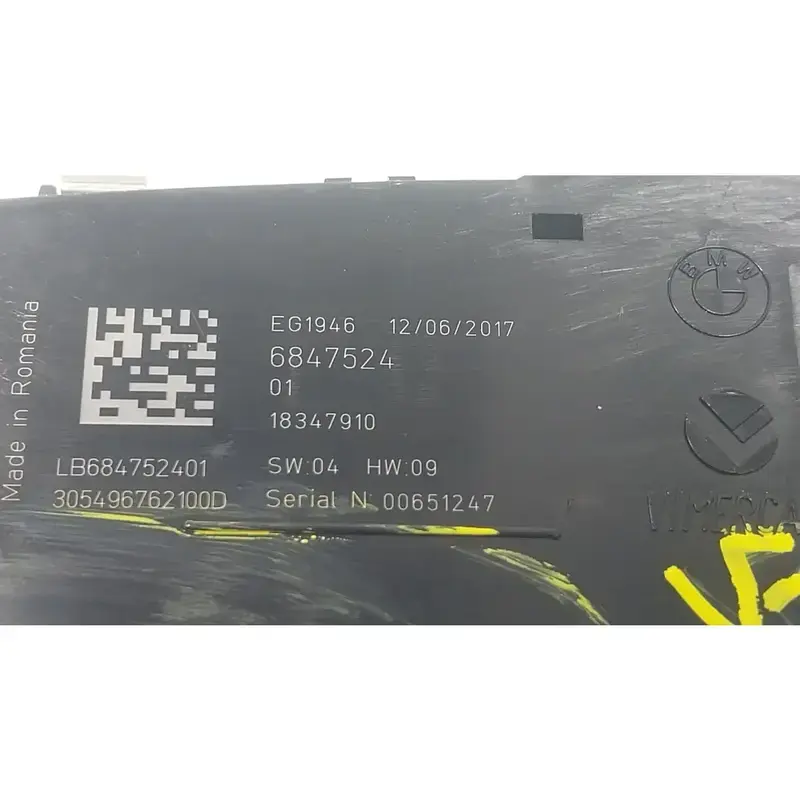 Made in Romania
EG1946 12/06/2017
6847524
01
18347910
LB684752401 SW:04 HW:09
305496762100D Serial N 00651247
BMW